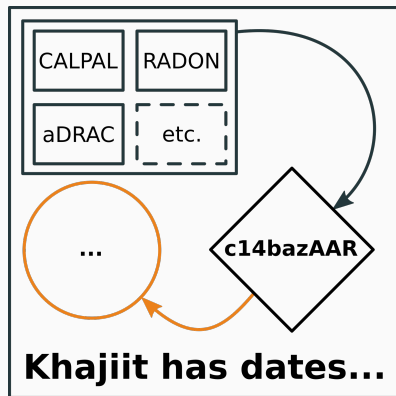 CALPAL RADON
aDRAC etc.
...
c14bazAAR
Khajiit has dates...